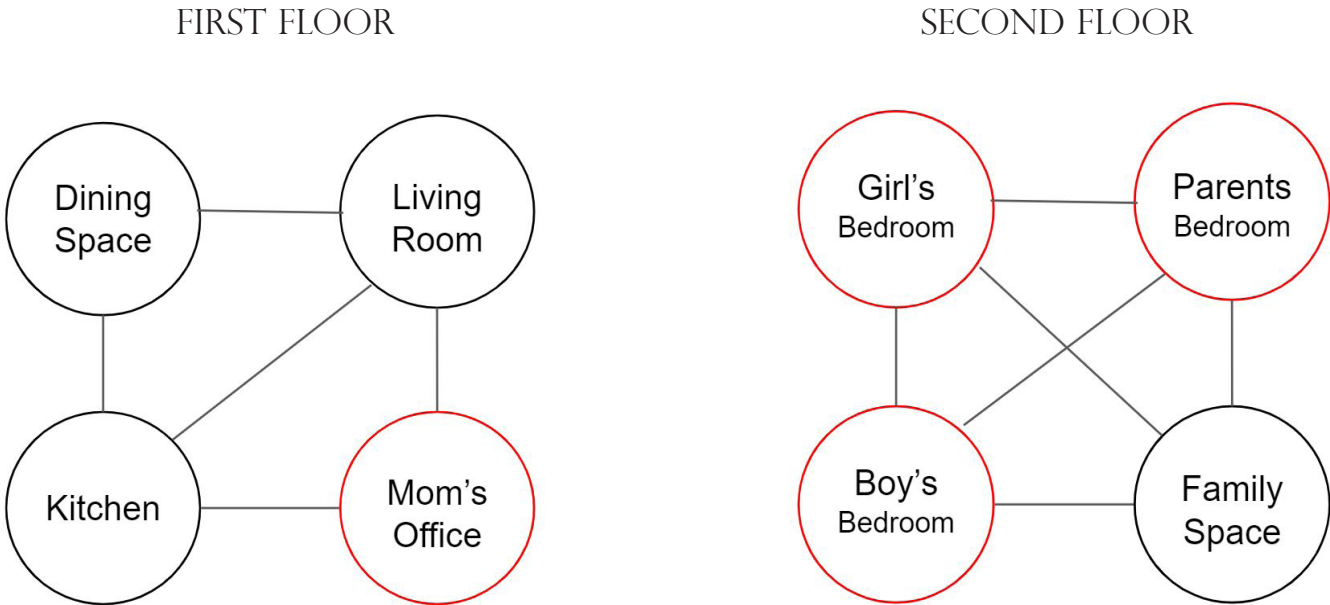 FIRST FLOOR
Dining
Space
Living
Room
Kitchen
Mom's
Office
SECOND FLOOR
Girl's
Bedroom
Parents
Bedroom
Boy's
Bedroom
Family
Space